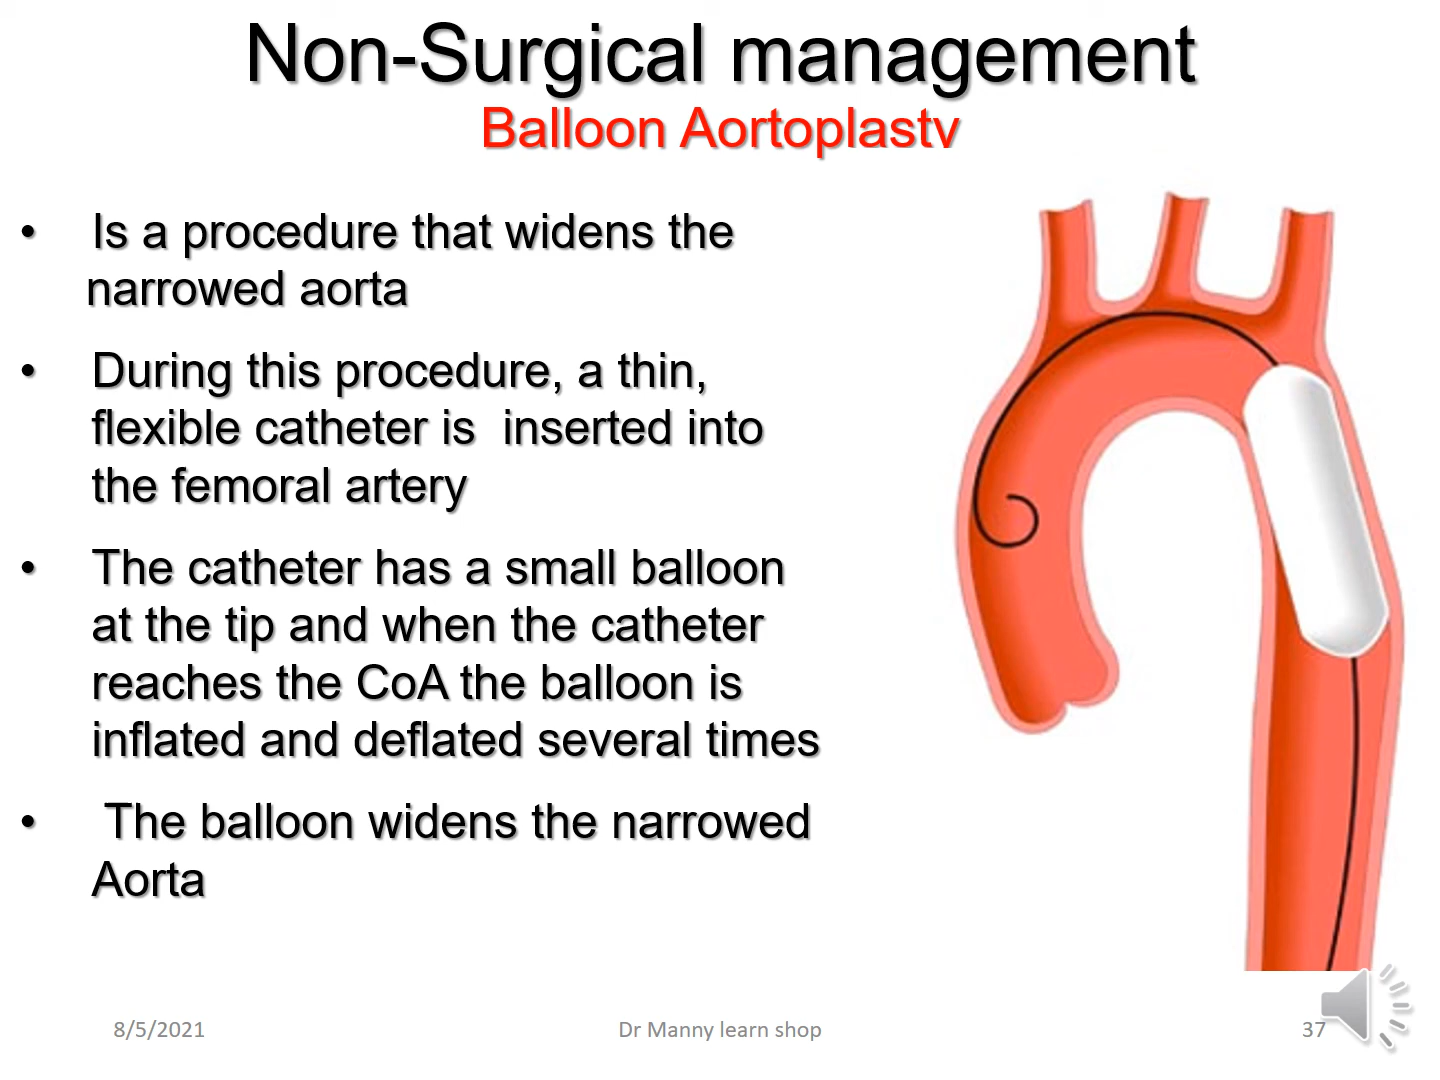 Non-Surgical management
Balloon Aortoplasty
• Is a procedure that widens the
narrowed aorta
• During this procedure, a thin,
flexible catheter is inserted into
the femoral artery
• The catheter has a small balloon
at the tip and when the catheter
reaches the CoA the balloon is
inflated and deflated several times
• The balloon widens the narrowed
Aorta
8/5/2021
Dr Manny learn shop
37